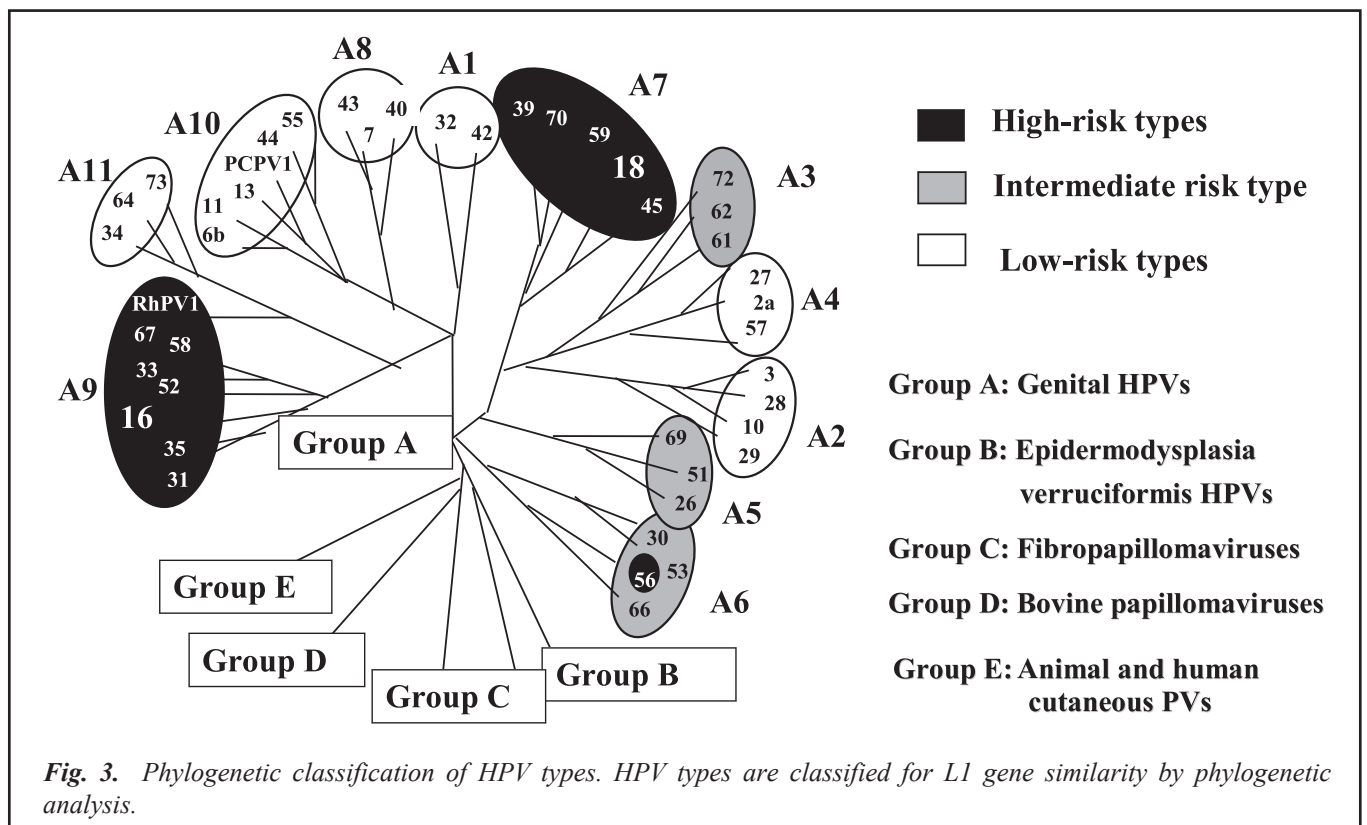 A8
A1
A7
A10
A11
A9
A3
A4
A2
A5
A6
43
40
7
32
42
39
70
59
18
45
55
44
PCPV1
13
11
6b
73
64
34
RhPV1
67
58
33
52
16
35
31
72
62
61
27
2a
57
3
28
10
29
69
51
26
30
56
53
66
Group A
Group E
Group D
Group C
Group B
High-risk types
Intermediate risk type
Low-risk types
Group A: Genital HPVs
Group B: Epidermodysplasia
verruciformis HPVs
Group C: Fibropapillomaviruses
Group D: Bovine papillomaviruses
Group E: Animal and human
cutaneous PVs
Fig. 3. Phylogenetic classification of HPV types. HPV types are classified for L1 gene similarity by phylogenetic
analysis.